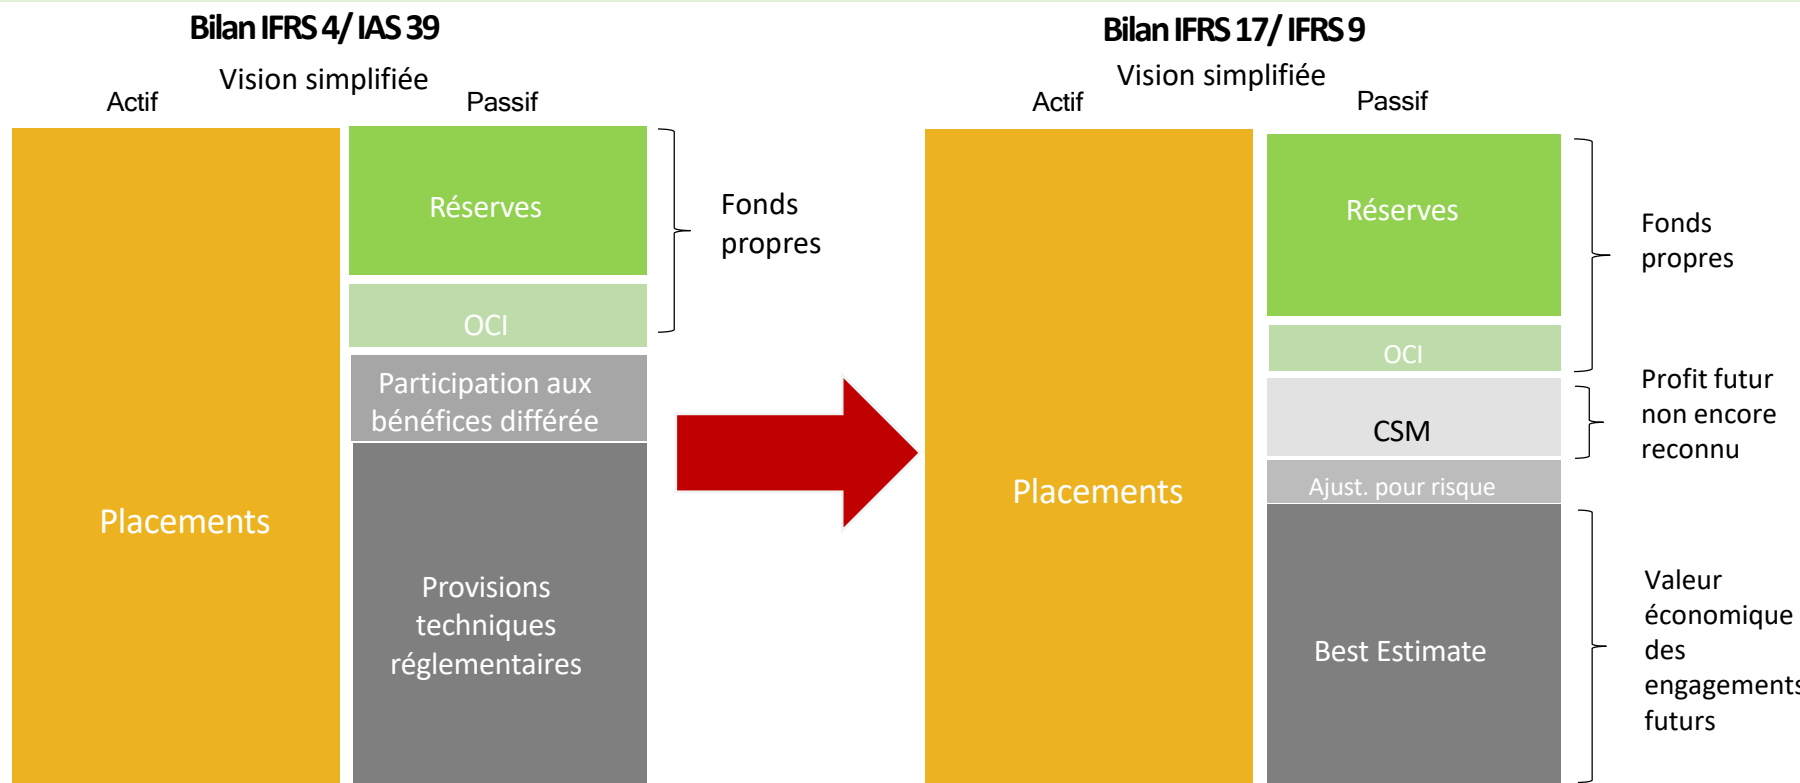 Bilan IFRS 4/ IAS 39
Vision simplifiée
Actif
Passif
Placements
Réserves
OCI
Participation aux
bénéfices différée
Provisions
techniques
réglementaires
Fonds
propres
Bilan IFRS 17/ IFRS 9
Vision simplifiée
Actif
Passif
Placements
Réserves
OCI
CSM
Ajust. pour risque
Best Estimate
Fonds
propres
Profit futur
non encore
reconnu
Valeur
économique
des
engagements
futurs